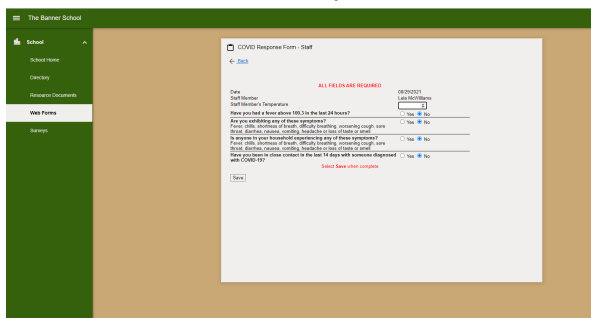 The Banner School
School
School Home
Directory
Resource Documents
Web Forms
Surveys
COVID Response Form - Staff
Back
ALL FIELDS ARE REQUIRED
Date 08/29/2021
Staff Member Lale McWilliams
Staff Member's Temperature
Have you had a fever above 100.3 in the last 24 hours? Yes No
Are you exhibiting any of these symptoms? Yes No
Fever, chills, shortness of breath, difficulty breathing, worsening cough, sore
throat, diarrhea, nausea, vomiting, headache or loss of taste or smell
Is anyone in your household experiencing any of these symptoms? Yes No
Fever, chills, shortness of breath, difficulty breathing, worsening cough, sore
throat, diarrhea, nausea, vomiting, headache or loss of taste or smell
Have you been in close contact in the last 14 days with someone diagnosed Yes No
with COVID-19?
Select Save when complete
Save